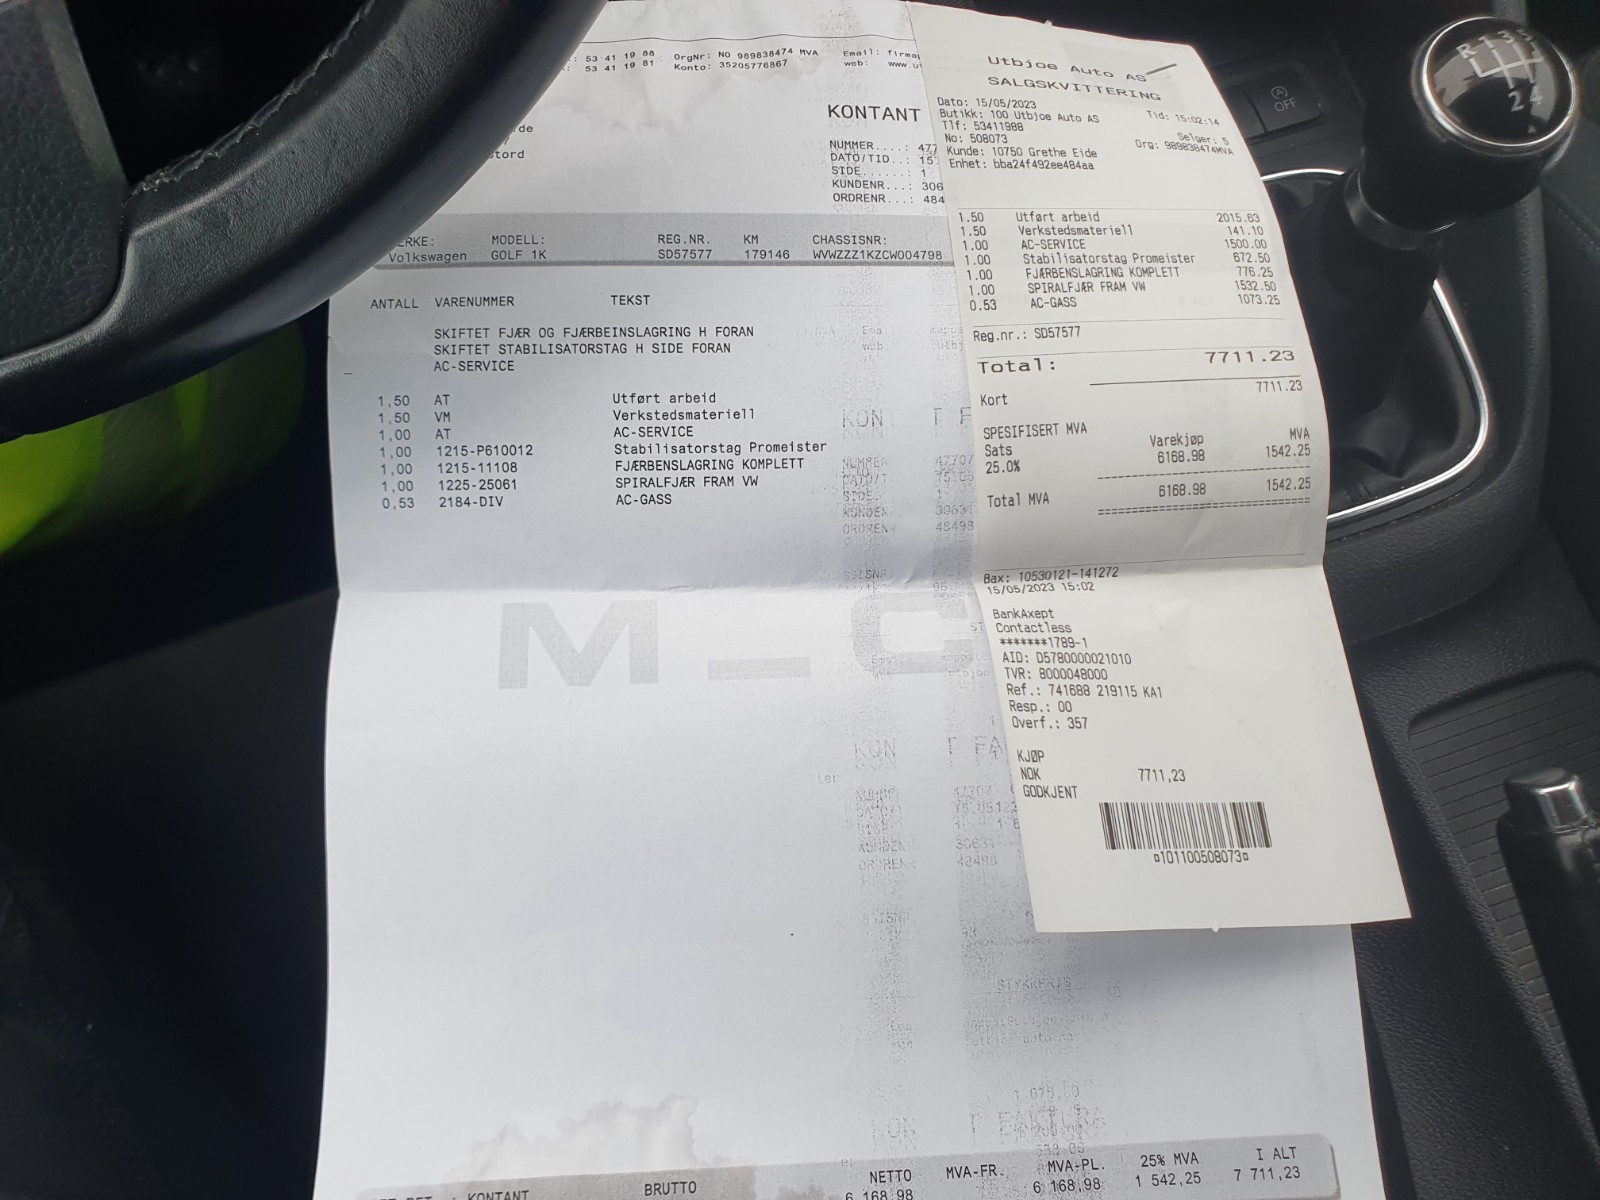 : 53 41 19 88 OrgNr: NO 989838474 MVA Email: firmap
: 53 41 19 81 Konto: 35205776867 web: www.u
KONTANT
rde
stord
NUMMER....: 477
DATO/TID..: 15
SIDE......: 1
KUNDENR...: 306
ORDRENR...: 484
ERKE: MODELL: REG.NR. KM CHASSISNR:
Volkswagen GOLF 1K SD57577 179146 WVWZZZ1KZCW004798
ANTALL VARENUMMER TEKST
SKIFTET FJÆR OG FJÆRBEINSLAGRING H FORAN
SKIFTET STABILISATORSTAG H SIDE FORAN
AC-SERVICE
1,50 AT Utført arbeid
1,50 VM Verkstedsmateriell
1,00 AT AC-SERVICE
1,00 1215-P610012 Stabilisatorstag Promeister
1,00 1215-11108 FJÆRBENSLAGRING KOMPLETT
1,00 1225-25061 SPIRALFJÆR FRAM VW
0,53 2184-DIV AC-GASS
M_C
KONTANT BRUTTO NETTO MVA-FR. MVA-PL. 25% MVA I ALT
6 168,98 6 168,98 1 542,25 7 711,23
Utbjoe Auto AS
SALGSKVITTERING
Dato: 15/05/2023 Tid: 15:02:14
Butikk: 100 Utbjoe Auto AS
Tlf: 53411988 Selger: 5
No: 508073 Org: 989838474MVA
Kunde: 10750 Grethe Eide
Enhet: bba24f492ee484aa
1.50 Utført arbeid 2015.63
1.50 Verkstedsmateriell 141.10
1.00 AC-SERVICE 1500.00
1.00 Stabilisatorstag Promeister 672.50
1.00 FJÆRBENSLAGRING KOMPLETT 776.25
1.00 SPIRALFJÆR FRAM VW 1532.50
0.53 AC-GASS 1073.25
Reg.nr.: SD57577
Total: 7711.23
Kort 7711.23
SPESIFISERT MVA
Sats Varekjøp MVA
25.0% 6168.98 1542.25
Total MVA 6168.98 1542.25
Bax: 10530121-141272
15/05/2023 15:02
BankAxept
Contactless
*******1789-1
AID: D5780000021010
TVR: 8000048000
Ref.: 741688 219115 KA1
Resp.: 00
Overf.: 357
KJØP
NOK 7711,23
GODKJENT
¤101100508073¤
R 1 3 5
2 4
A OFF